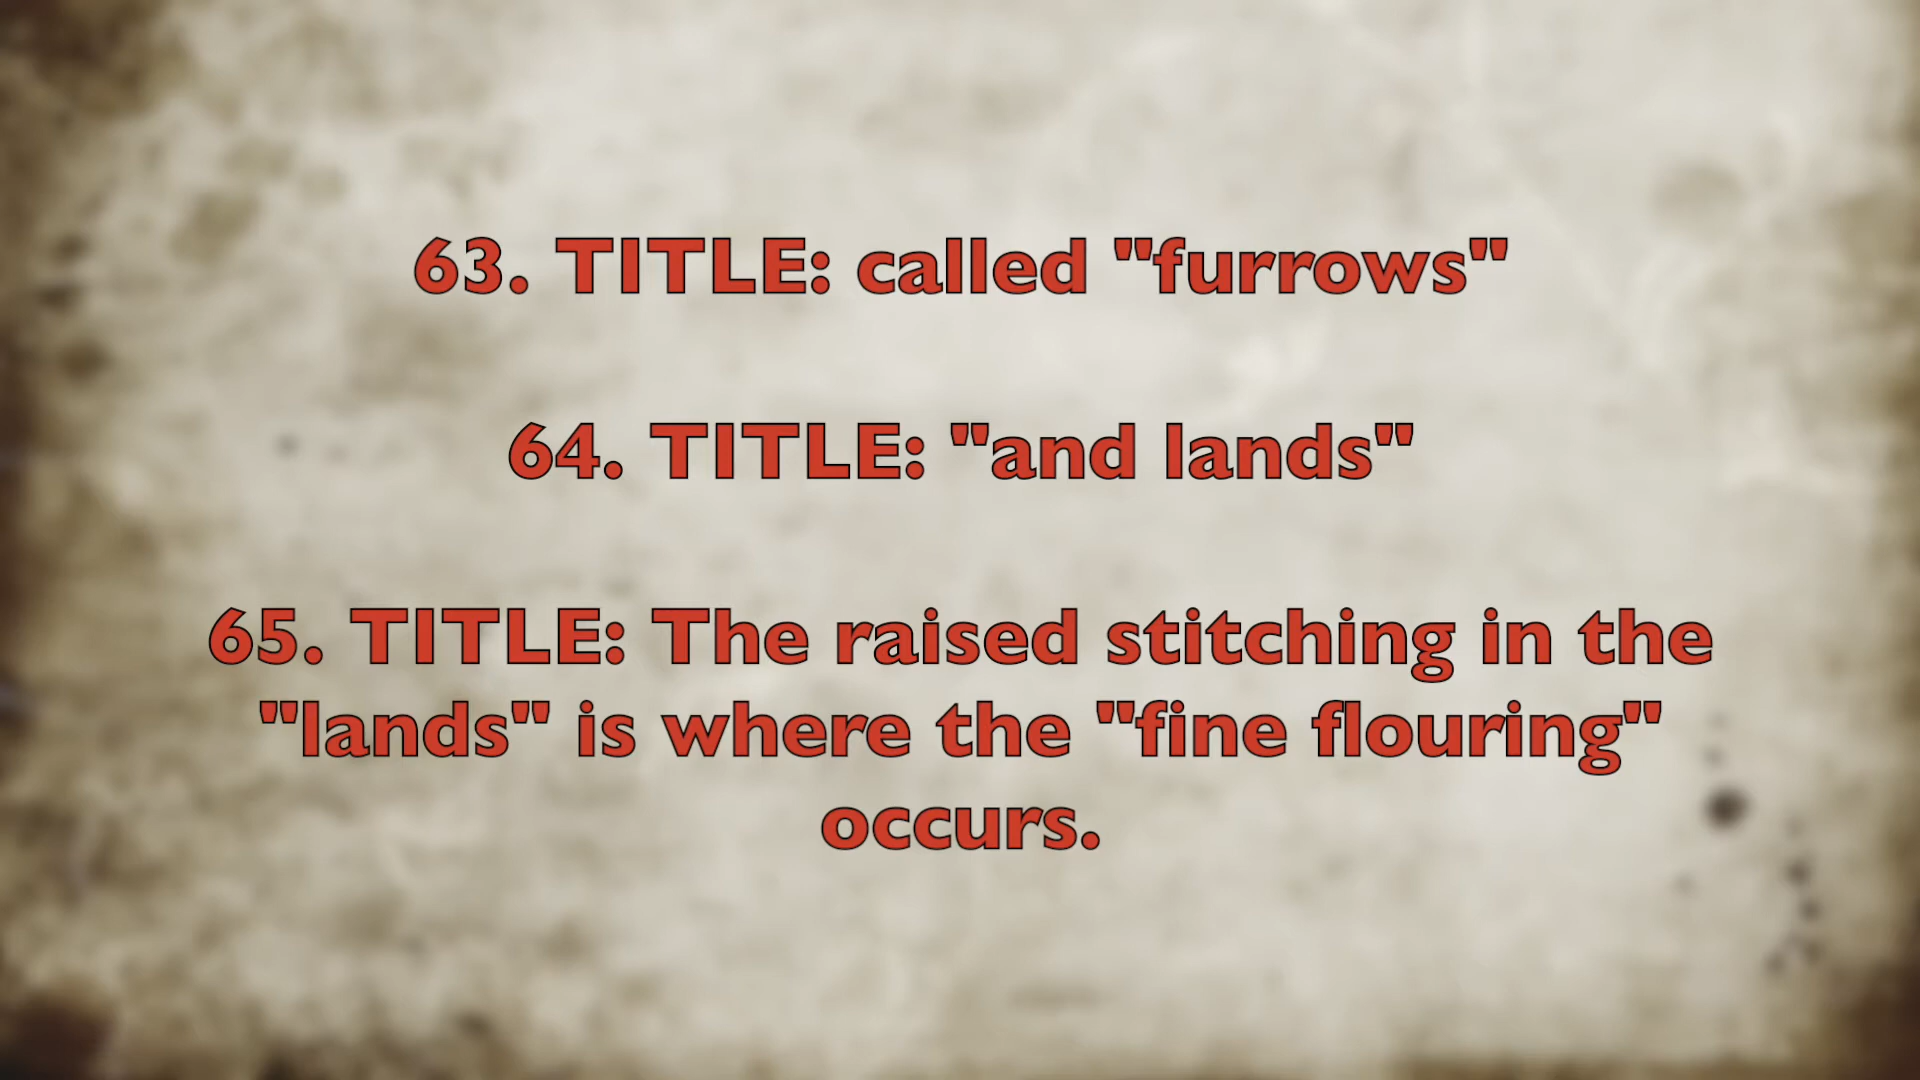 63. TITLE: called "furrows"
64. TITLE: "and lands"
65. TITLE: The raised stitching in the
"lands" is where the "fine flouring"
occurs.